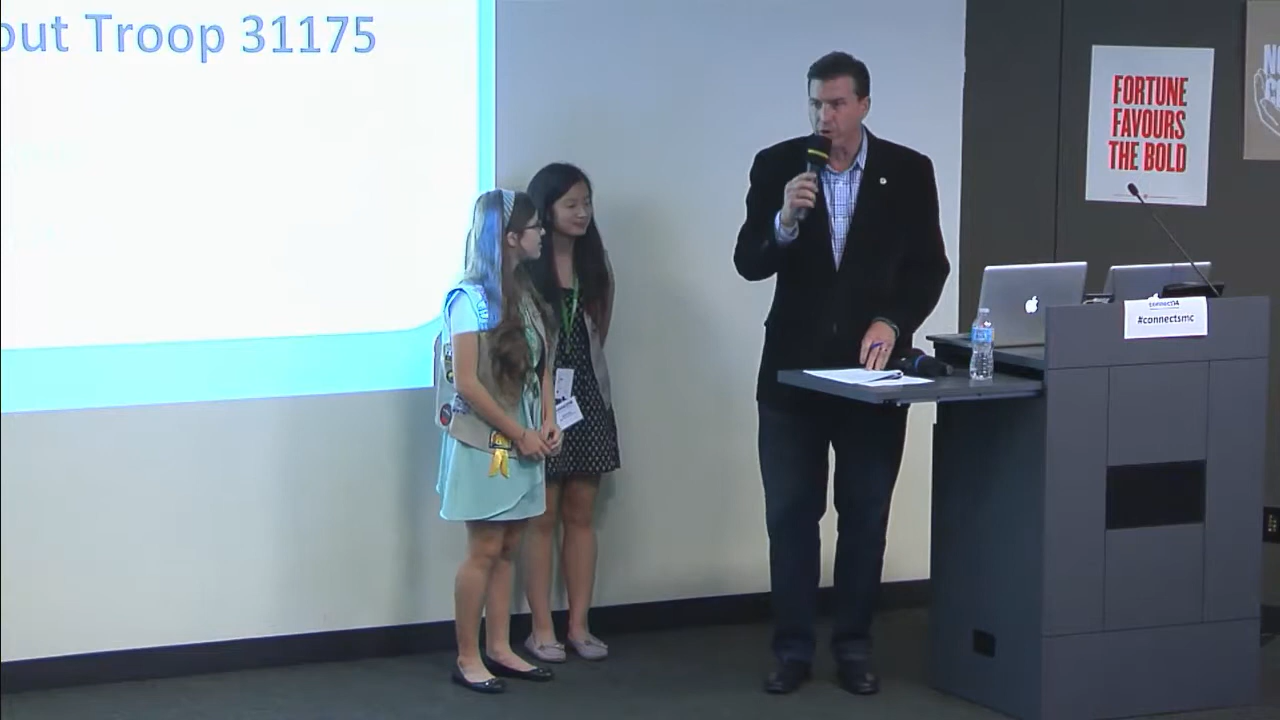 out Troop 31175
FORTUNE
FAVOURS
THE BOLD
#connectsmc